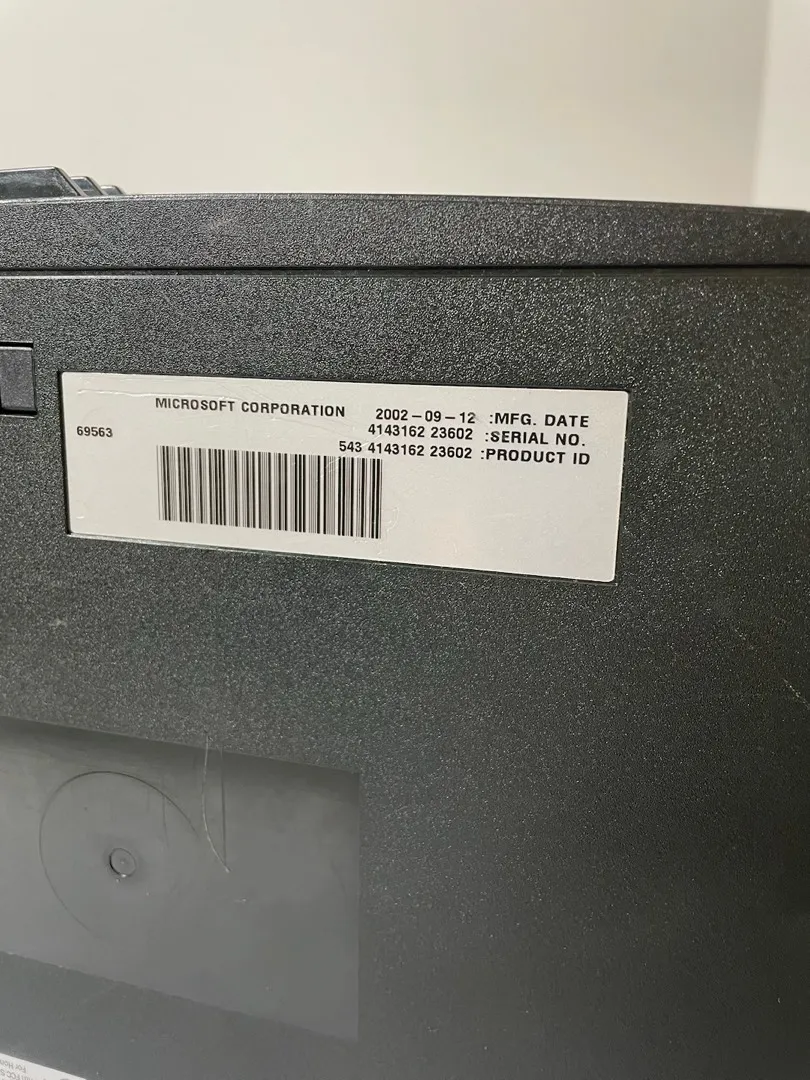 MICROSOFT CORPORATION
2002-09-12 :MFG. DATE
69563
4143162 23602 :SERIAL NO.
543 4143162 23602 :PRODUCT ID